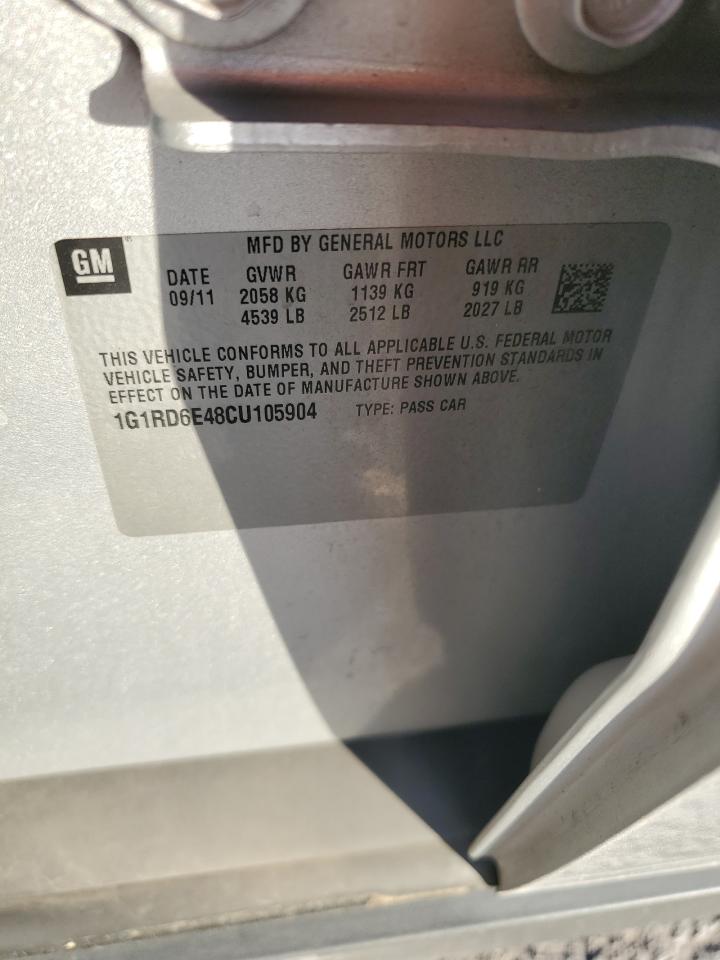 GM
MFD BY GENERAL MOTORS LLC
DATE GVWR GAWR FRT GAWR RR
09/11 2058 KG 1139 KG 919 KG
4539 LB 2512 LB 2027 LB
THIS VEHICLE CONFORMS TO ALL APPLICABLE U.S. FEDERAL MOTOR
VEHICLE SAFETY, BUMPER, AND THEFT PREVENTION STANDARDS IN
EFFECT ON THE DATE OF MANUFACTURE SHOWN ABOVE.
1G1RD6E48CU105904 TYPE: PASS CAR